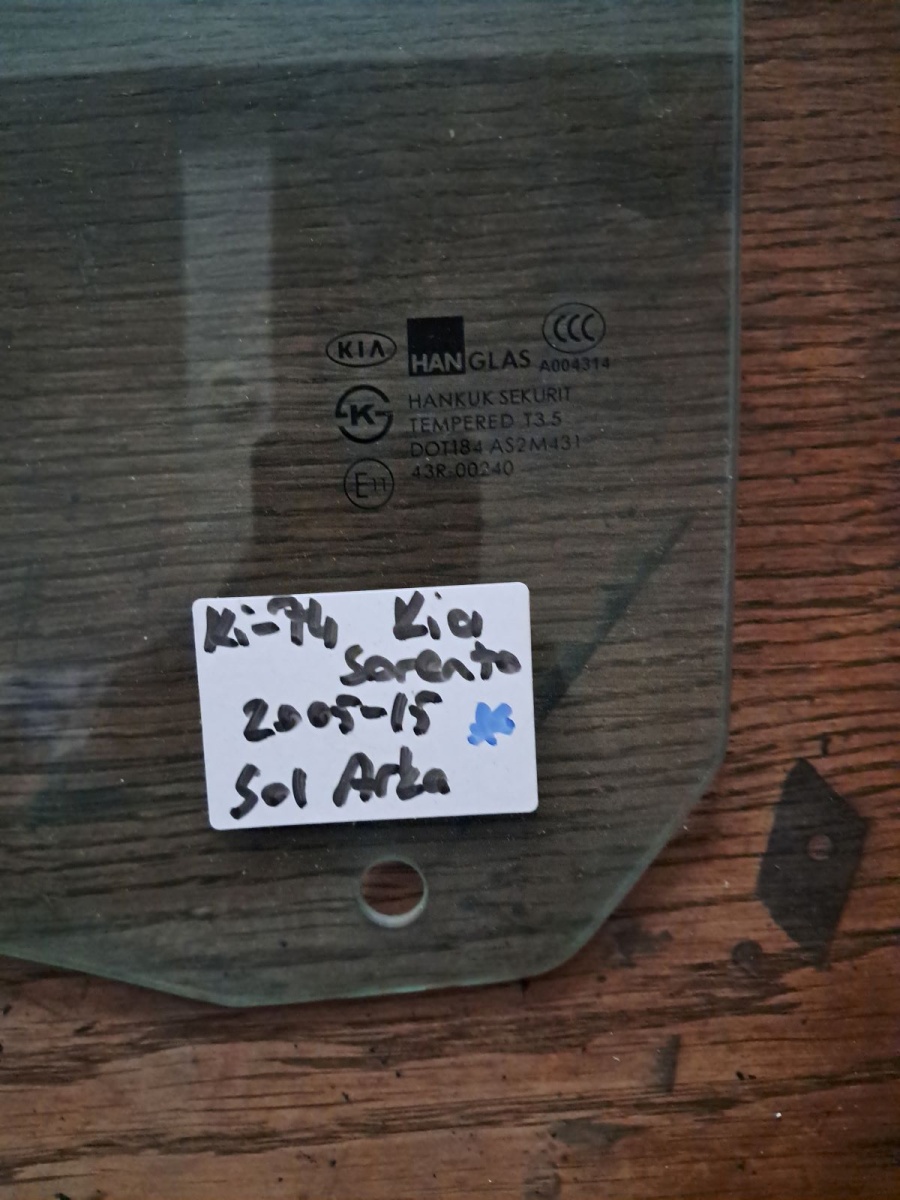 KIA HANGLAS CCC
A004314
K HANKUK SEKURIT
TEMPERED T3.5
DOT184 AS2M431
E11 43R-00240
Ki-74 Kia
Sorento
2005-15
Sol Arka